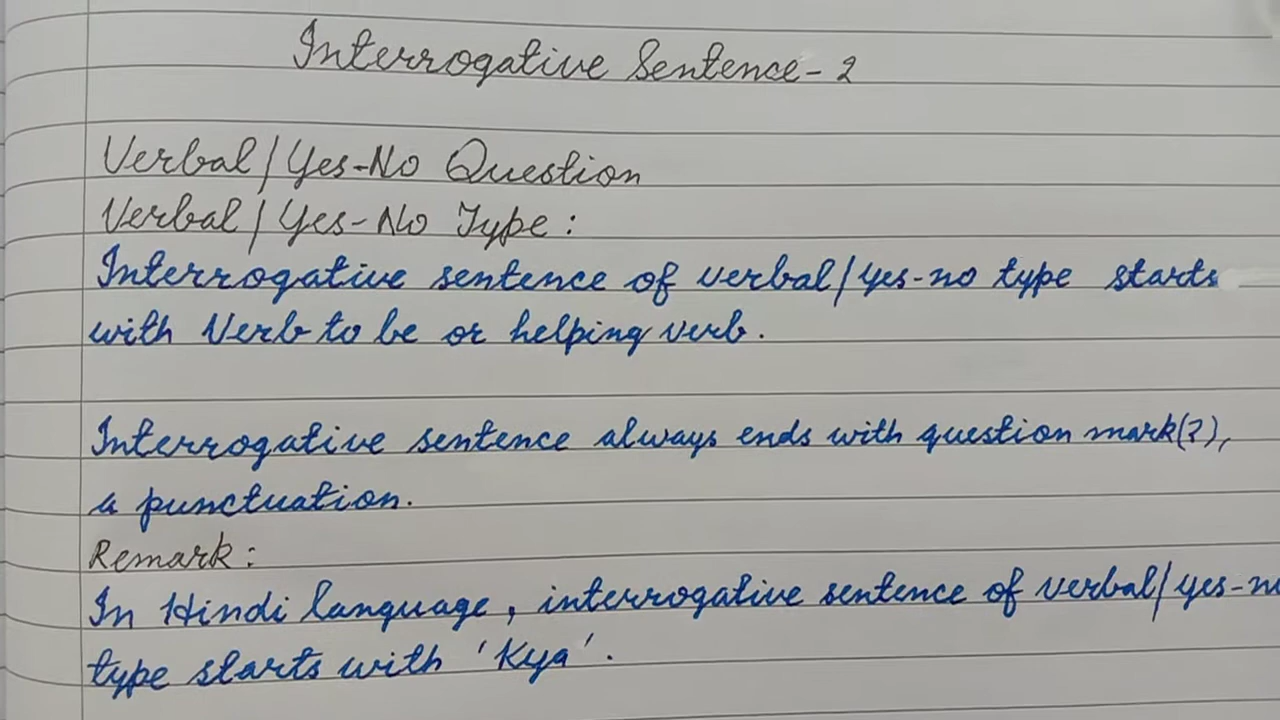 Interrogative Sentence-2
Verbal/Yes-No Question
Verbal/Yes-No Type:
Interrogative sentence of verbal/yes-no type starts
with Verb to be or helping verb.
Interrogative sentence always ends with question mark(?),
a punctuation.
Remark:
In Hindi language, interrogative sentence of verbal/yes-no
type starts with 'Kya'.